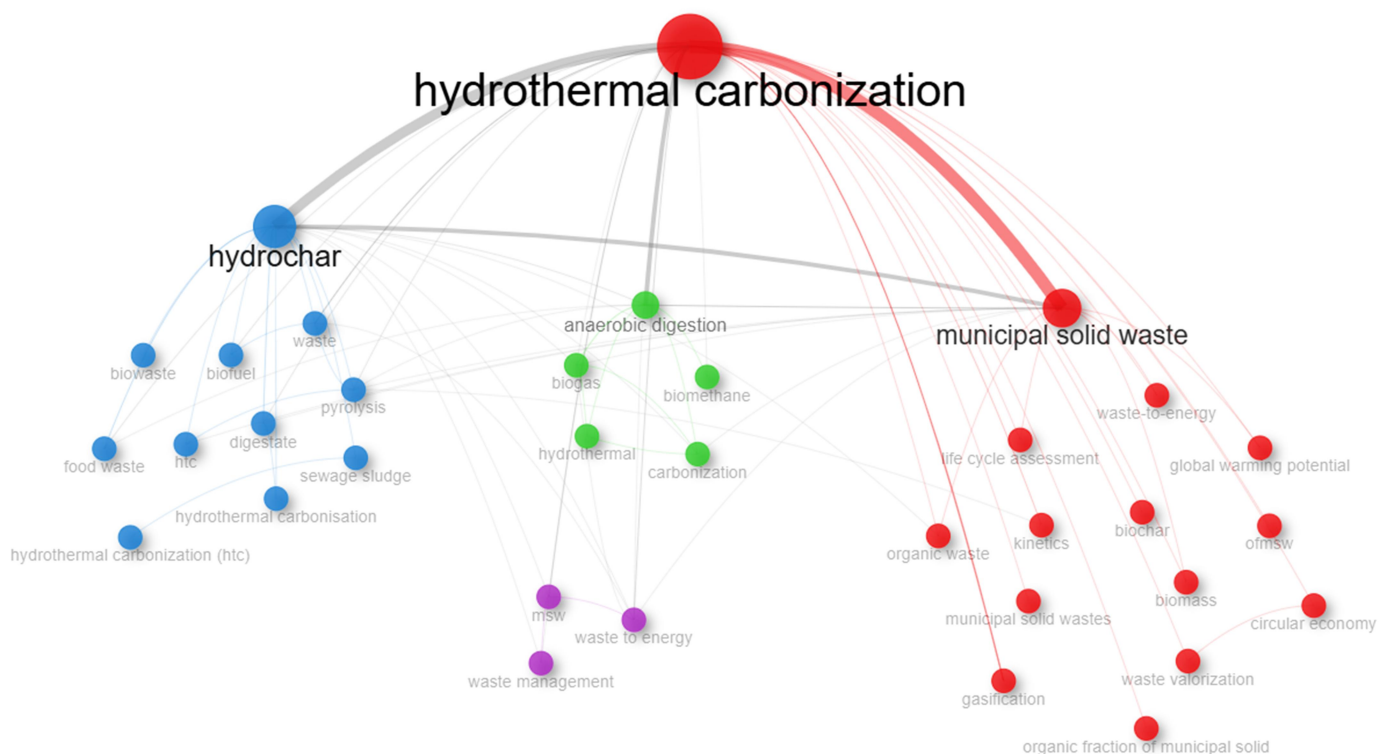 hydrothermal carbonization
hydrochar
anaerobic digestion
municipal solid waste
waste
biowaste
biofuel
biogas
biomethane
pyrolysis
waste-to-energy
digestate
food waste
htc
sewage sludge
hydrothermal
carbonization
life cycle assessment
global warming potential
hydrothermal carbonisation
hydrothermal carbonization (htc)
organic waste
kinetics
biochar
ofmsw
msw
waste to energy
municipal solid wastes
biomass
circular economy
waste management
waste valorization
gasification
organic fraction of municipal solid